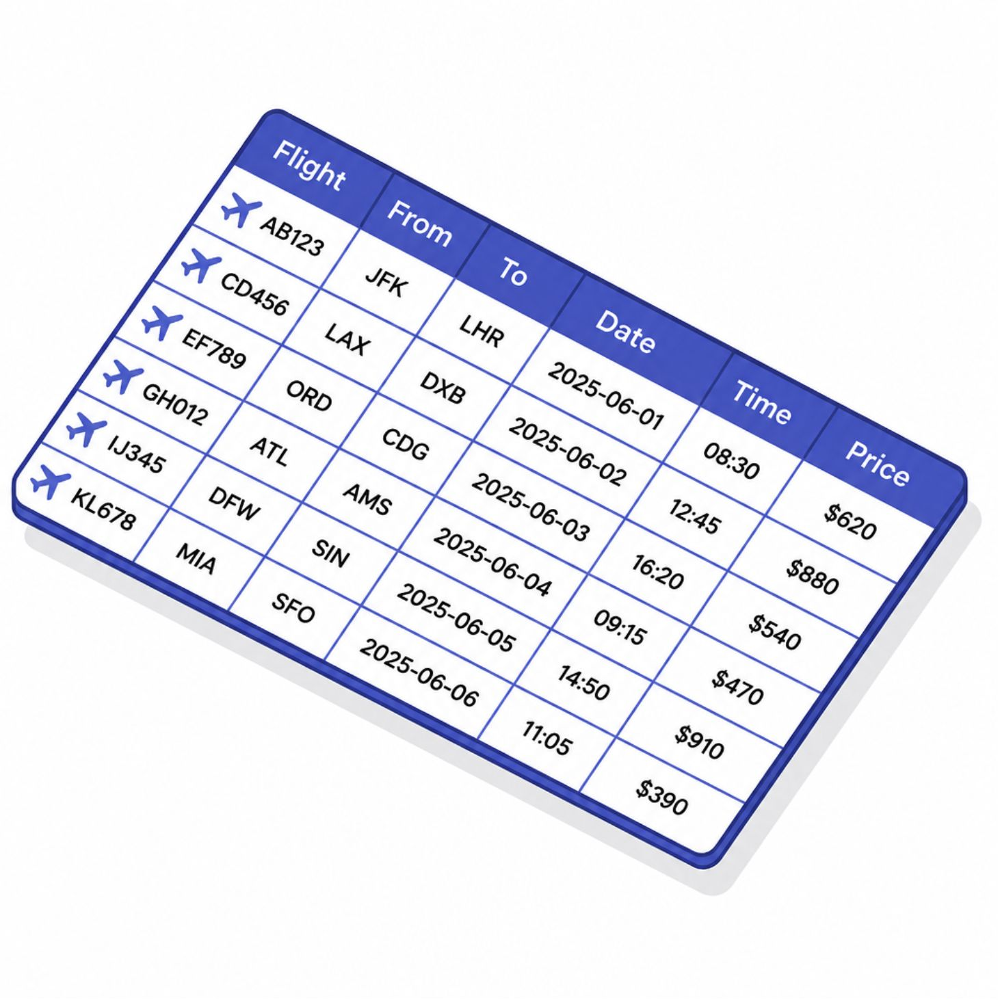 Flight From To Date Time Price
AB123 JFK LHR 2025-06-01 08:30 $620
CD456 LAX DXB 2025-06-02 12:45 $880
EF789 ORD CDG 2025-06-03 16:20 $540
GH012 ATL AMS 2025-06-04 09:15 $470
IJ345 DFW SIN 2025-06-05 14:50 $910
KL678 MIA SFO 2025-06-06 11:05 $390